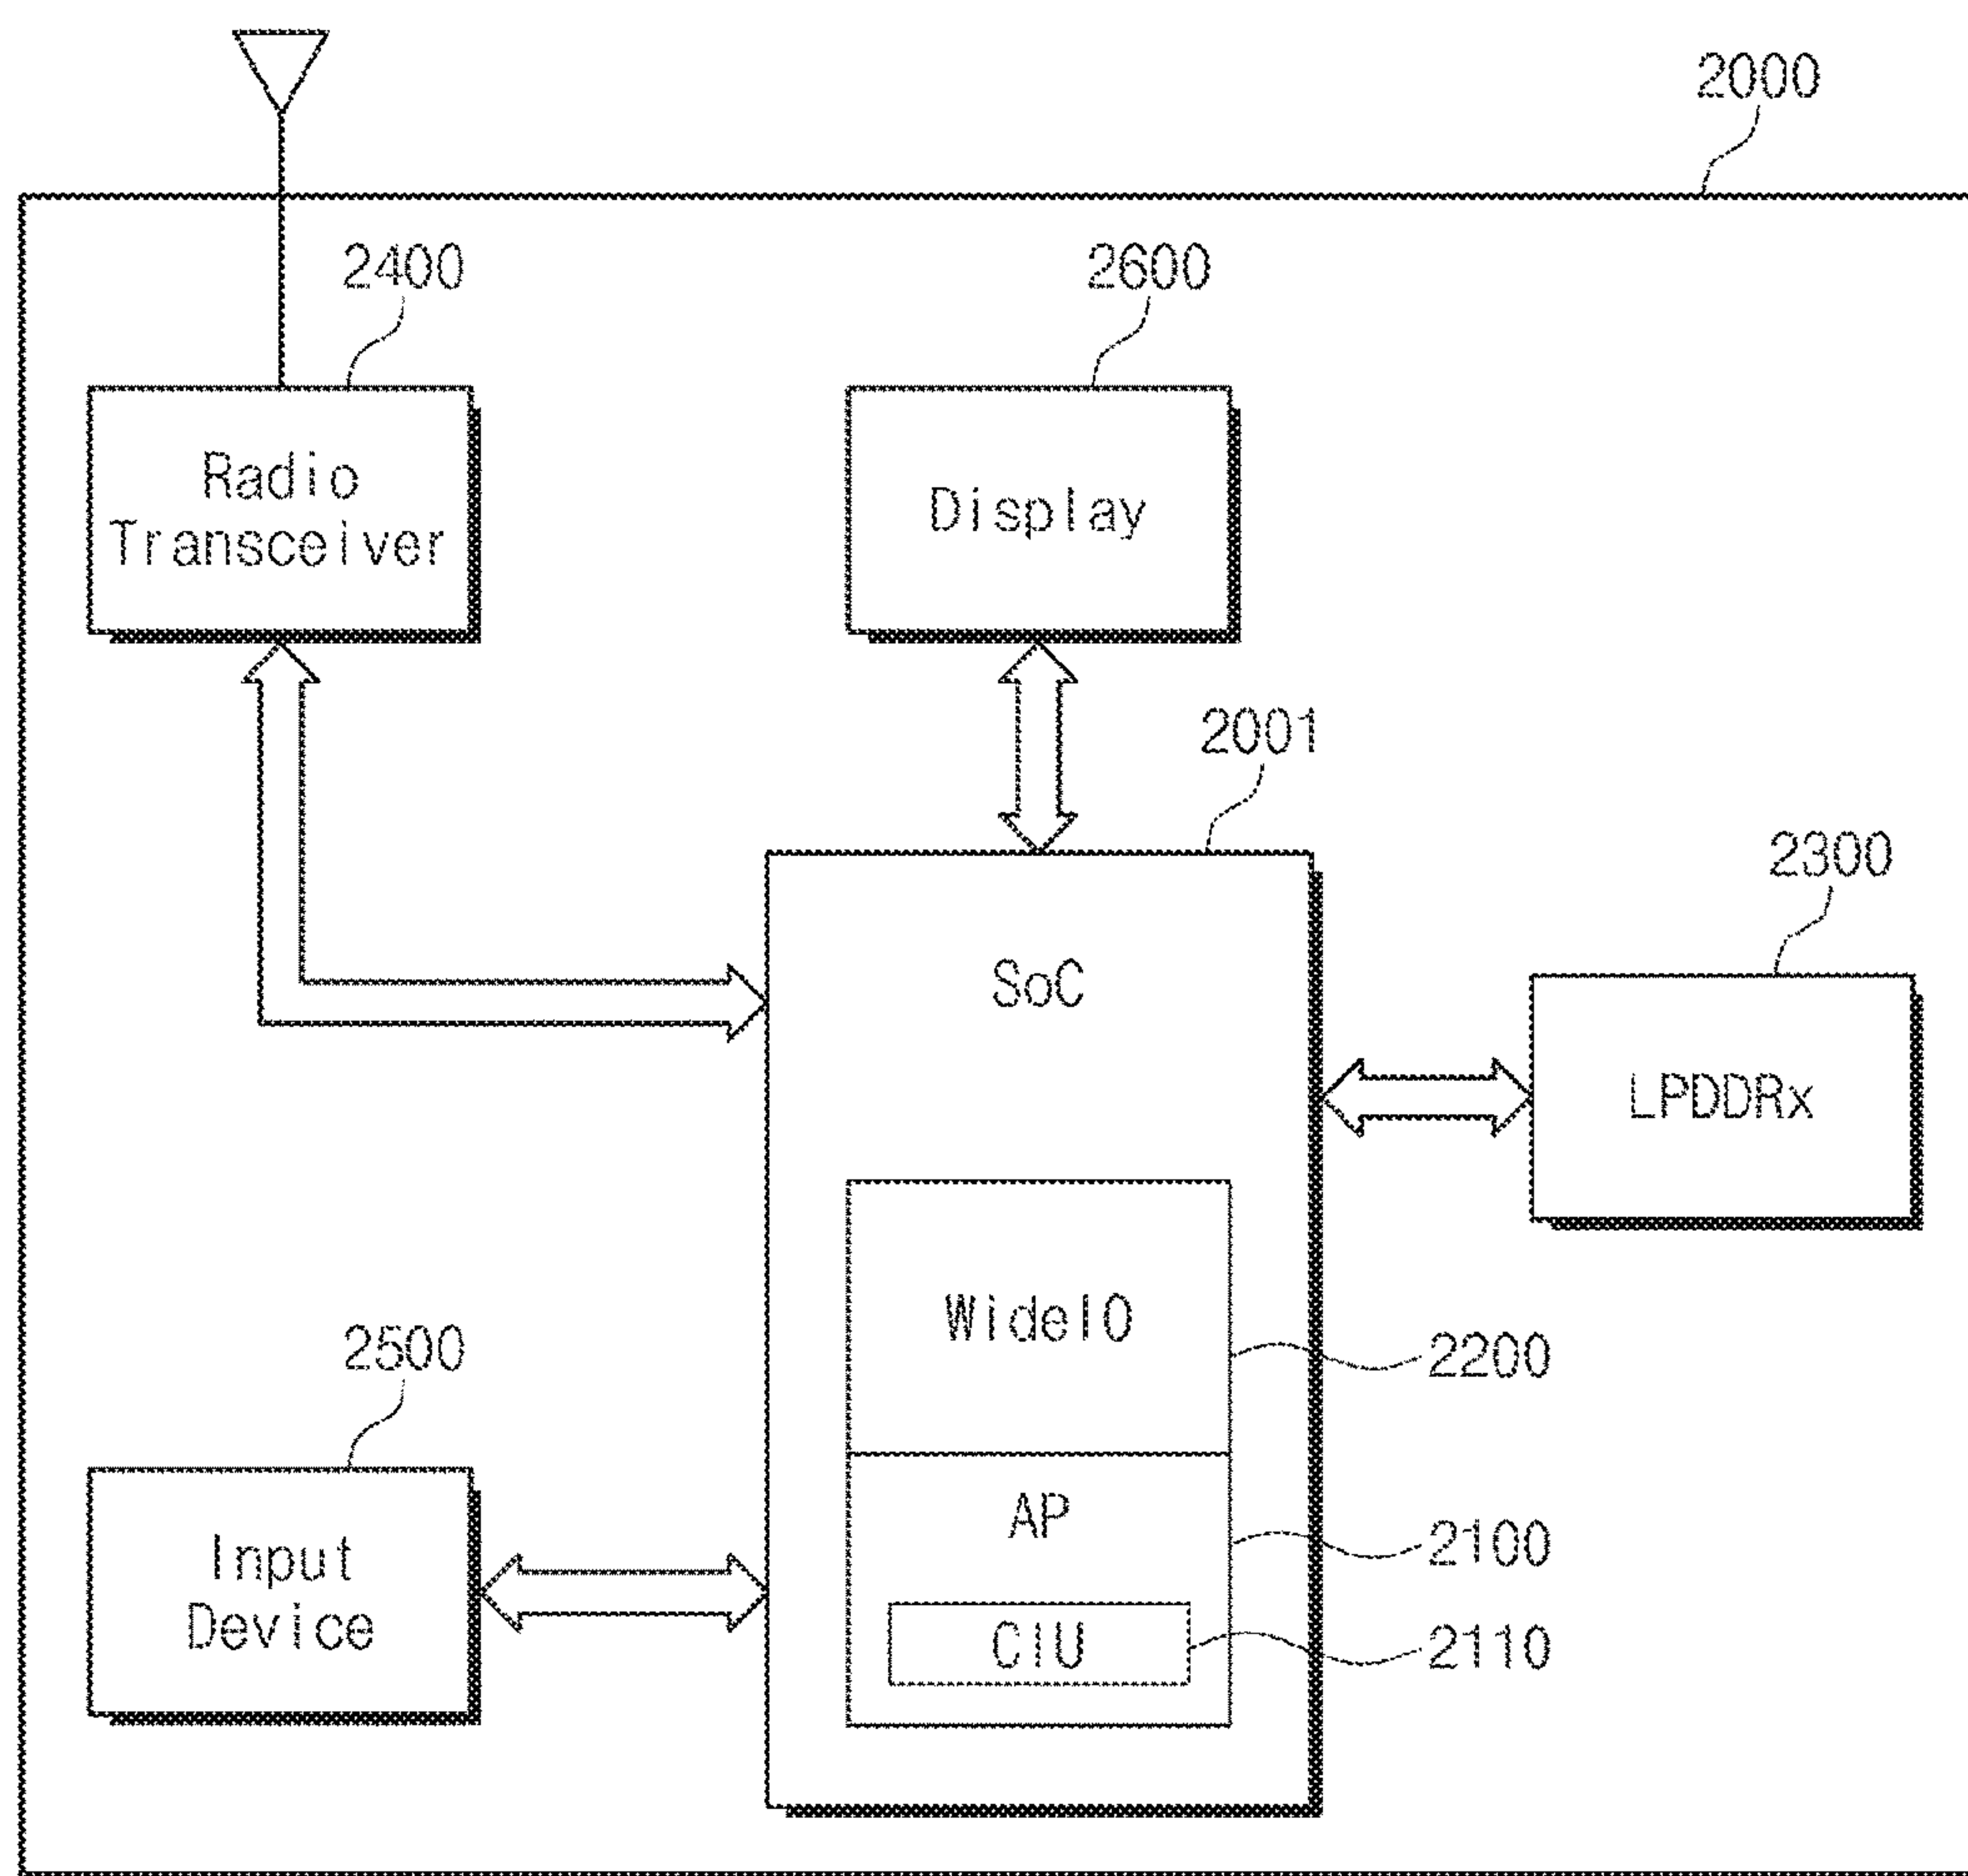 2000
2400
2600
Radio
Transceiver
Display
2001
2300
SoC
LPDDRx
WideIO
2200
2500
AP
2100
Input
Device
CIU
2110